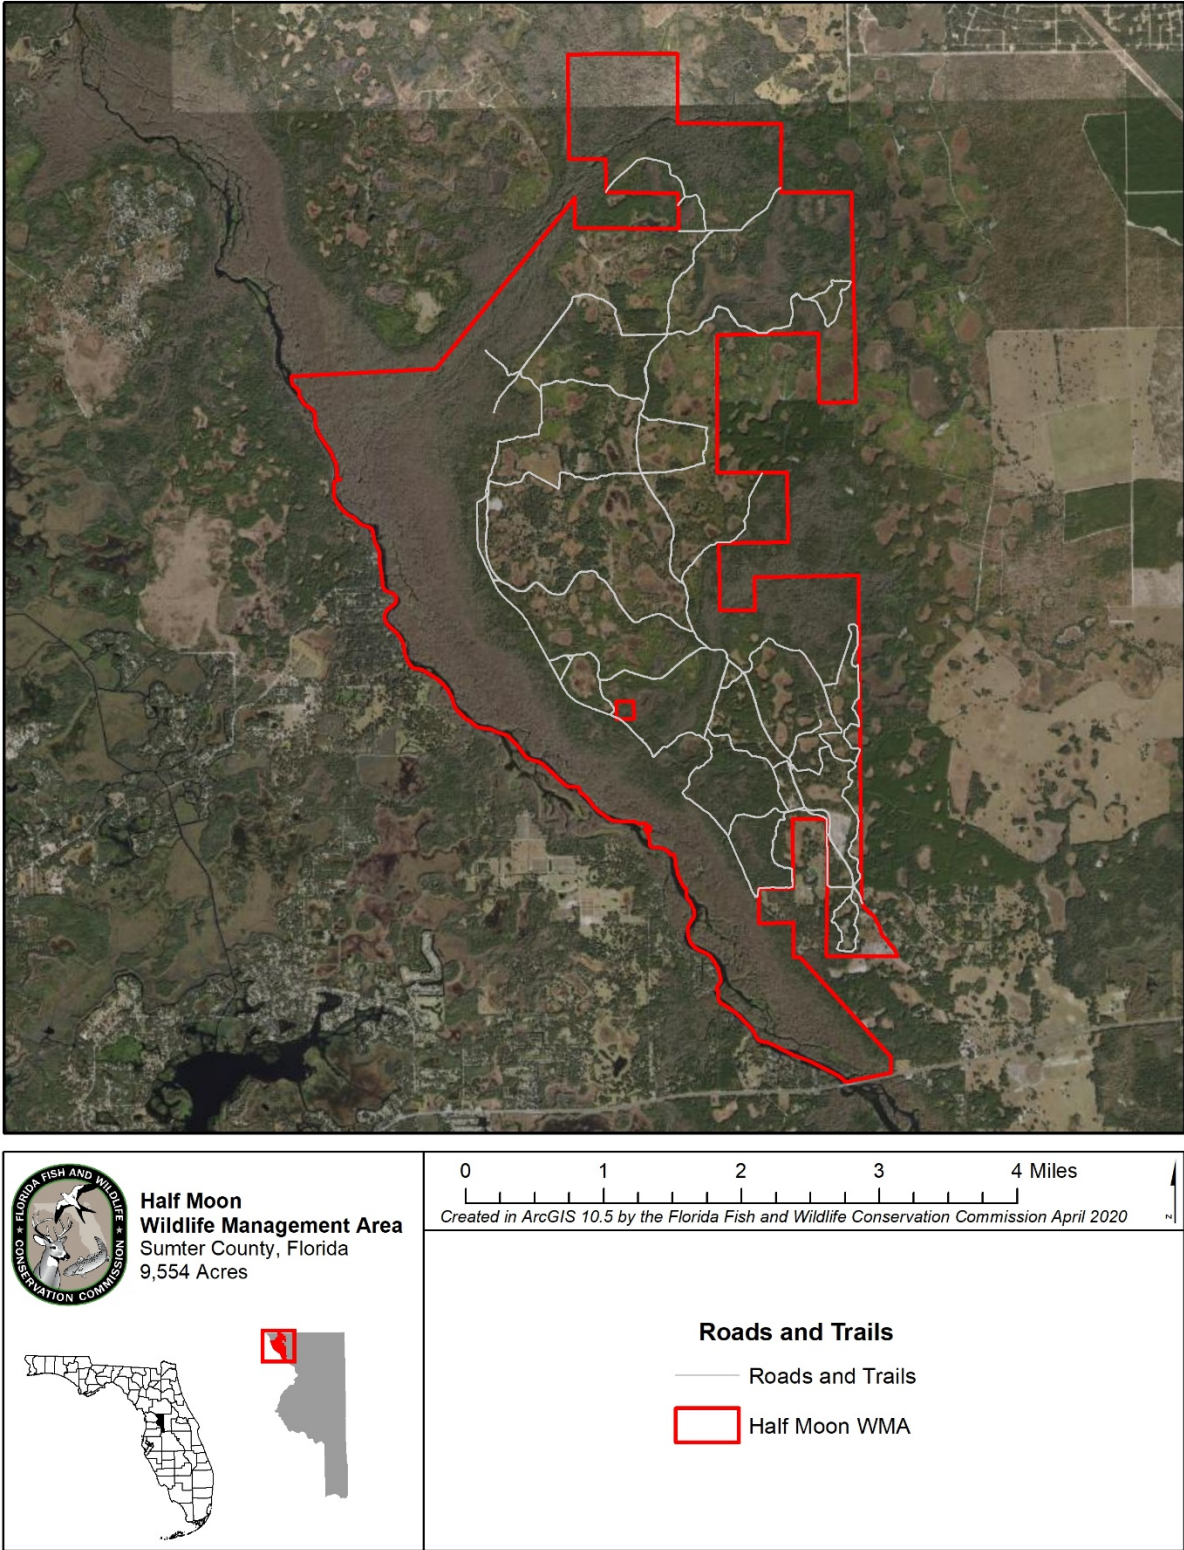 FLORIDA FISH AND WILDLIFE
CONSERVATION COMMISSION
Half Moon
Wildlife Management Area
Sumter County, Florida
9,554 Acres
0 1 2 3 4 Miles
Created in ArcGIS 10.5 by the Florida Fish and Wildlife Conservation Commission April 2020
N
Roads and Trails
Roads and Trails
Half Moon WMA